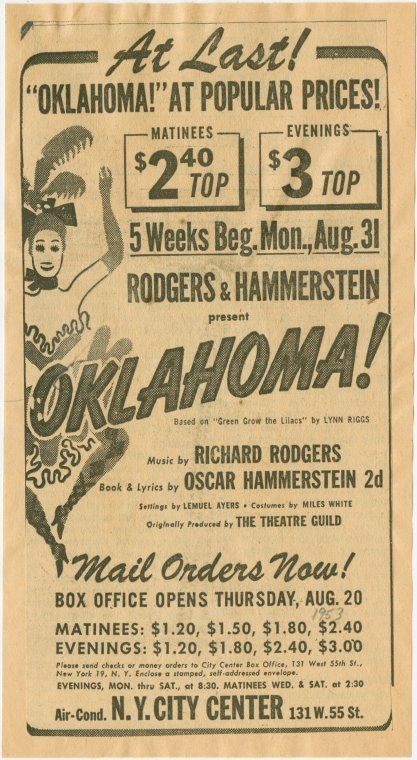 At Last!
"OKLAHOMA!" AT POPULAR PRICES!
MATINEES
$2.40 TOP
EVENINGS
$3 TOP
5 Weeks Beg. Mon., Aug. 31
RODGERS & HAMMERSTEIN
present
OKLAHOMA!
Based on "Green Grow the Lilacs" by LYNN RIGGS
Music by RICHARD RODGERS
Book & Lyrics by OSCAR HAMMERSTEIN 2d
Settings by LEMUEL AYERS • Costumes by MILES WHITE
Originally Produced by THE THEATRE GUILD
Mail Orders Now!
BOX OFFICE OPENS THURSDAY, AUG. 20
1953
MATINEES: $1.20, $1.50, $1.80, $2.40
EVENINGS: $1.20, $1.80, $2.40, $3.00
Please send checks or money orders to City Center Box Office, 131 West 55th St.,
New York 19, N. Y. Enclose a stamped, self-addressed envelope.
EVENINGS, MON. thru SAT., at 8:30. MATINEES WED. & SAT. at 2:30
Air-Cond. N.Y. CITY CENTER 131 W. 55 St.